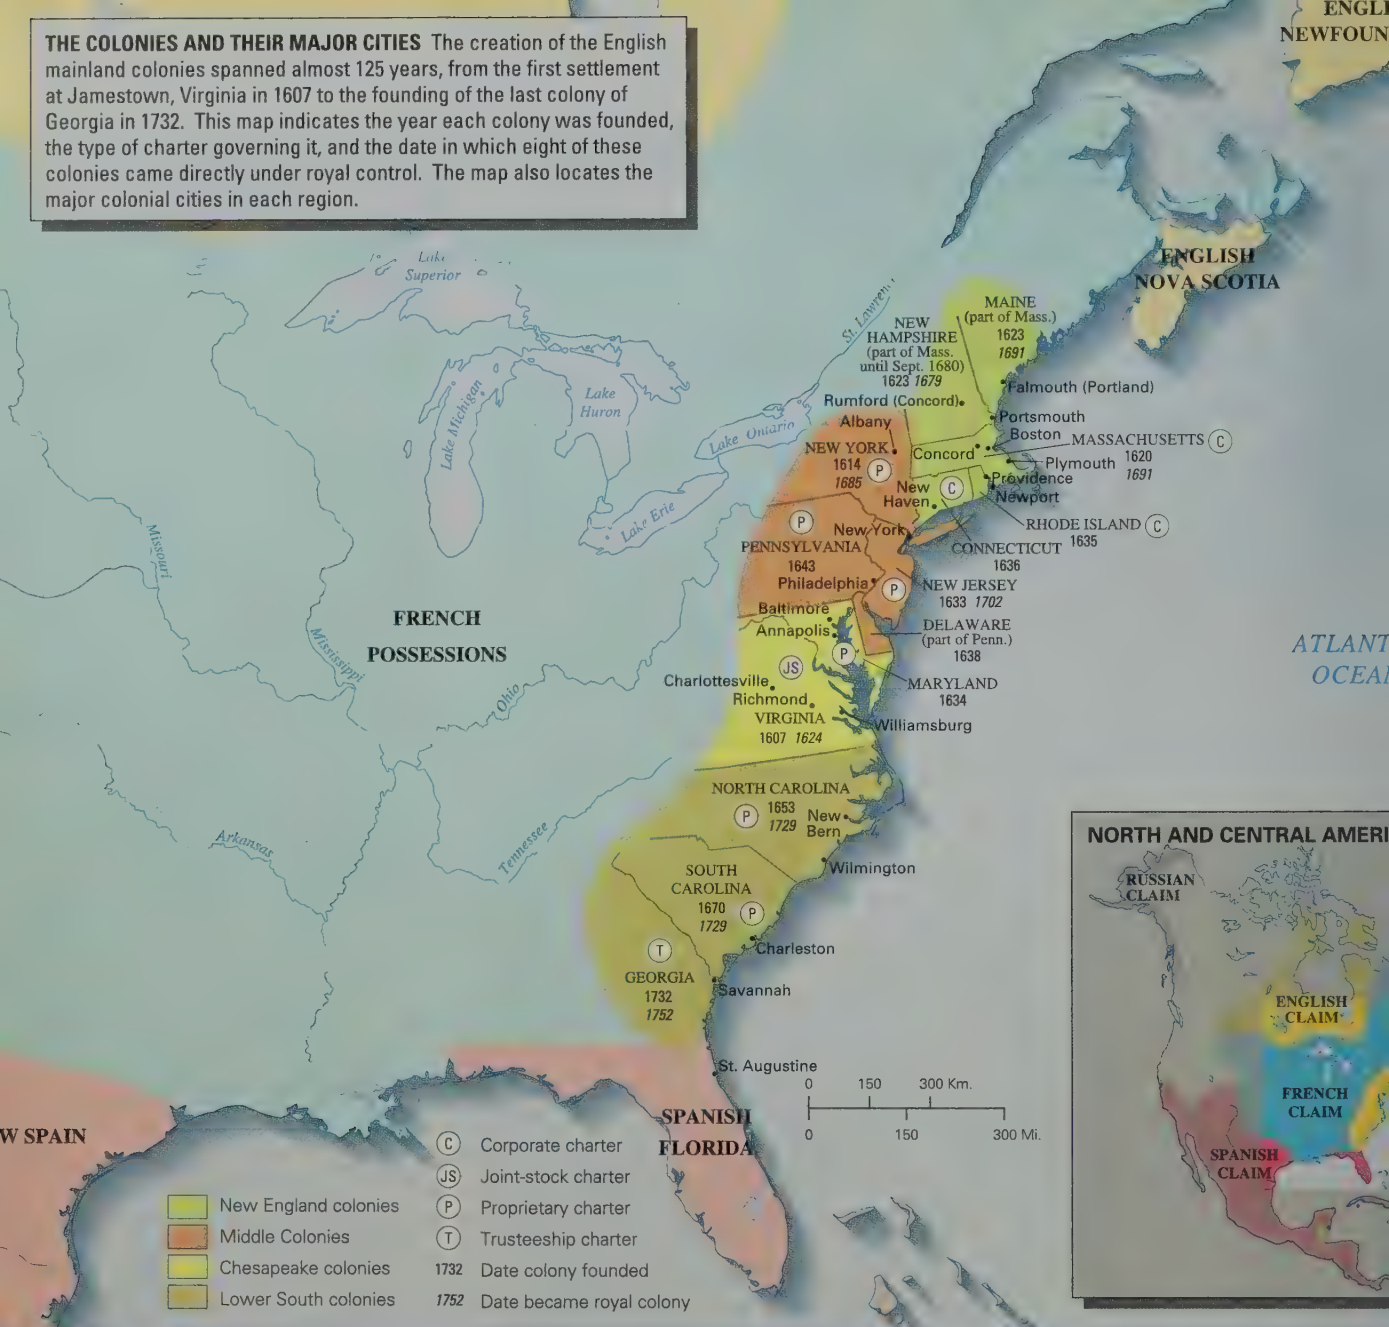 THE COLONIES AND THEIR MAJOR CITIES The creation of the English
mainland colonies spanned almost 125 years, from the first settlement
at Jamestown, Virginia in 1607 to the founding of the last colony of
Georgia in 1732. This map indicates the year each colony was founded,
the type of charter governing it, and the date in which eight of these
colonies came directly under royal control. The map also locates the
major colonial cities in each region.
ENGLI
NEWFOUN
ENGLISH
NOVA SCOTIA
Lake
Superior
Lake Michigan
Lake
Huron
Lake Ontario
Lake Erie
St. Lawren
MAINE
(part of Mass.)
1623
1691
NEW
HAMPSHIRE
(part of Mass.
until Sept. 1680)
1623 1679
Falmouth (Portland)
Rumford (Concord)
Portsmouth
Albany
Boston
MASSACHUSETTS C
1620
1691
Concord
Plymouth
NEW YORK
1614
P
1685
Providence
Newport
New
Haven
C
RHODE ISLAND C
1635
P
New York
PENNSYLVANIA
1643
CONNECTICUT
1636
Philadelphia
P
NEW JERSEY
1633 1702
Baltimore
Annapolis
DELAWARE
(part of Penn.)
1638
P
JS
MARYLAND
1634
Charlottesville
Richmond
VIRGINIA
1607 1624
Williamsburg
Missouri
Mississippi
Ohio
Arkansas
Tennessee
FRENCH
POSSESSIONS
ATLANT
OCEA
NORTH CAROLINA
1653
P
1729
New
Bern
Wilmington
SOUTH
CAROLINA
1670
P
1729
Charleston
T
GEORGIA
1732
1752
Savannah
St. Augustine
SPANISH
FLORIDA
W SPAIN
0 150 300 Km.
0 150 300 Mi.
New England colonies
Middle Colonies
Chesapeake colonies
Lower South colonies
C Corporate charter
JS Joint-stock charter
P Proprietary charter
T Trusteeship charter
1732 Date colony founded
1752 Date became royal colony
NORTH AND CENTRAL AMERI
RUSSIAN
CLAIM
ENGLISH
CLAIM
FRENCH
CLAIM
SPANISH
CLAIM